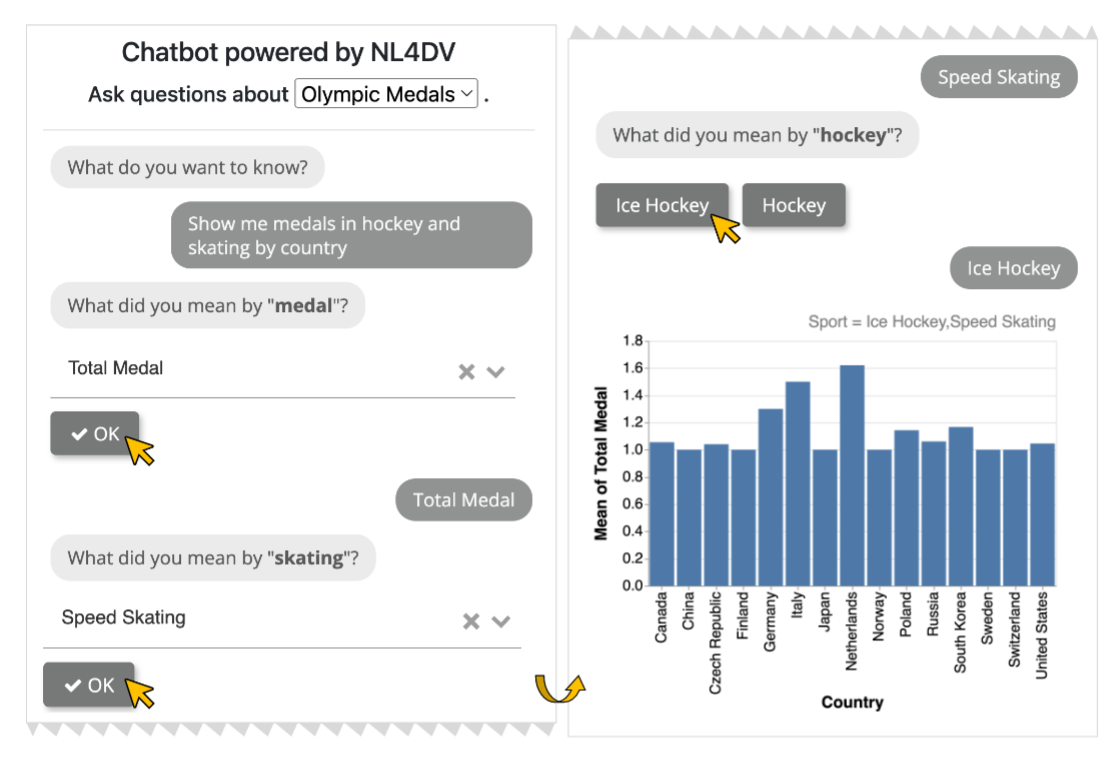 Chatbot powered by NL4DV
Ask questions about Olympic Medals .
What do you want to know?
Show me medals in hockey and
skating by country
What did you mean by "medal"?
Total Medal
OK
Total Medal
What did you mean by "skating"?
Speed Skating
OK
Speed Skating
What did you mean by "hockey"?
Ice Hockey
Hockey
Ice Hockey
Sport = Ice Hockey,Speed Skating
Mean of Total Medal
1.8
1.6
1.4
1.2
1.0
0.8
0.6
0.4
0.2
0.0
Canada
China
Czech Republic
Finland
Germany
Italy
Japan
Netherlands
Norway
Poland
Russia
South Korea
Sweden
Switzerland
United States
Country